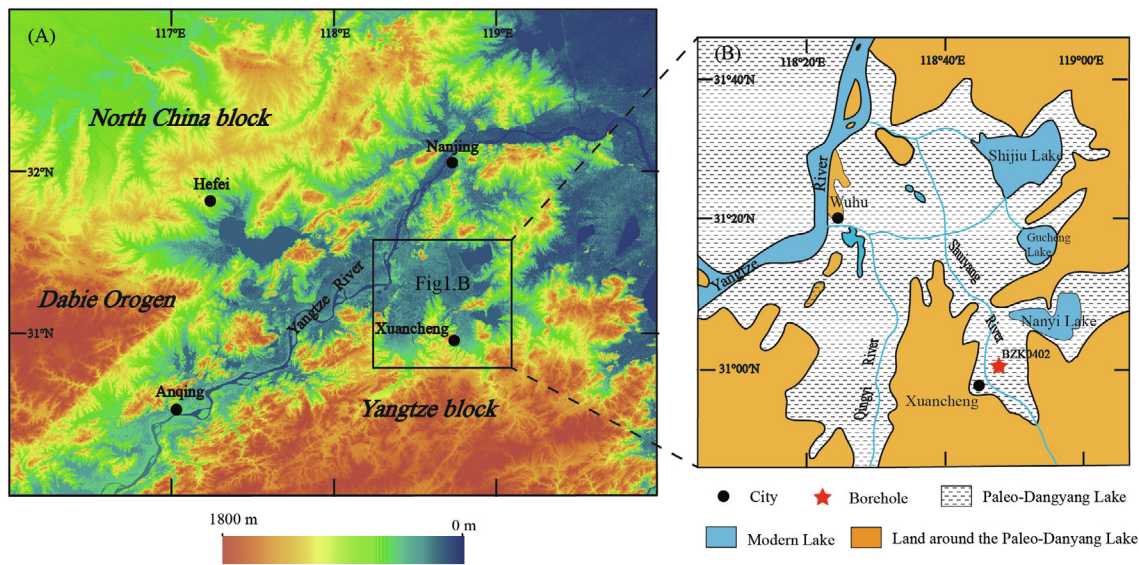 (A)
117°E
118°E
119°E
North China block
Nanjing
32°N
Hefei
Dabie Orogen
Yangtze River
Fig1.B
31°N
Xuancheng
Anqing
Yangtze block
1800 m
0 m
(B)
118°20'E
118°40'E
119°00'E
31°40'N
Shijiu Lake
River
Wuhu
31°20'N
Gucheng
Lake
Shuiyang
Yangtze
Nanyi Lake
River
River
BZK0402
31°00'N
Qingyi
Xuancheng
City
Borehole
Paleo-Dangyang Lake
Modern Lake
Land around the Paleo-Danyang Lake